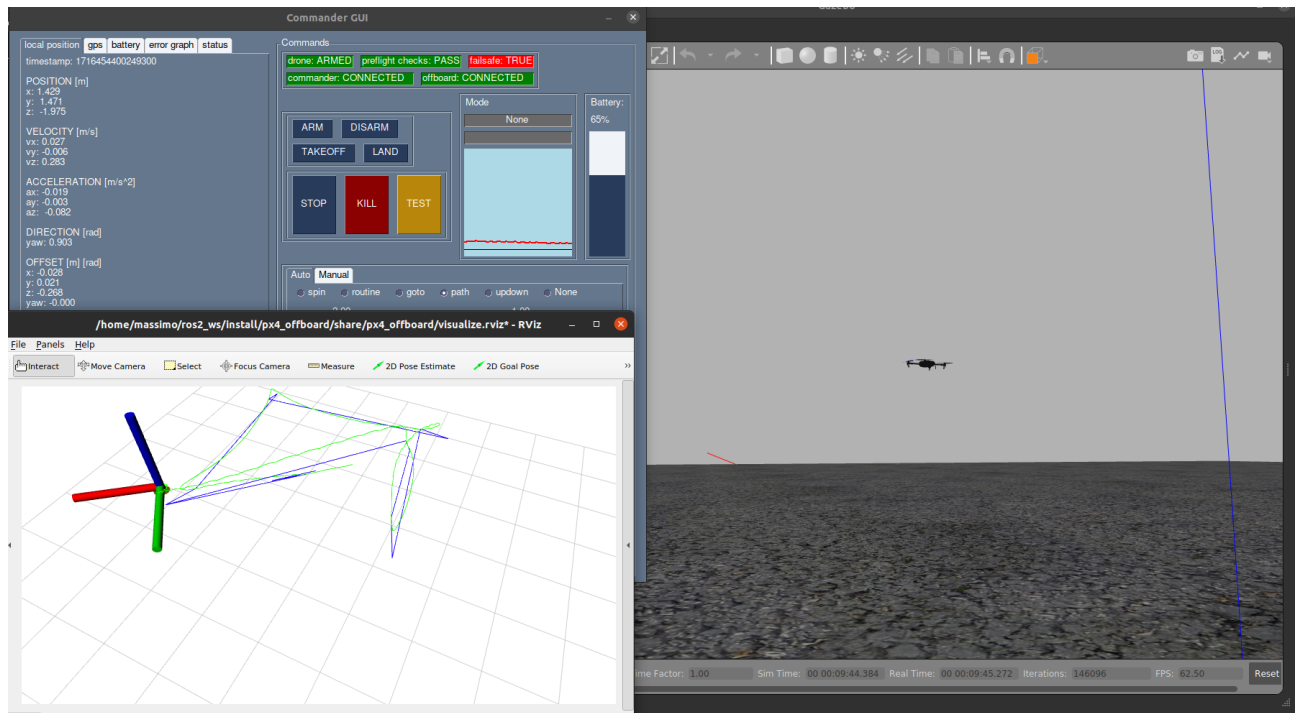 Commander GUI
local position gps battery error graph status
timestamp: 1716454400249300
POSITION [m]
x: 1.429
y: 1.471
z: -1.975
VELOCITY [m/s]
vx: 0.027
vy: -0.006
vz: 0.283
ACCELERATION [m/s^2]
ax: -0.019
ay: -0.003
az: -0.082
DIRECTION [rad]
yaw: 0.903
OFFSET [m] [rad]
x: -0.028
y: 0.021
z: -0.268
yaw: -0.000
Commands
drone: ARMED preflight checks: PASS failsafe: TRUE
commander: CONNECTED offboard: CONNECTED
ARM DISARM
TAKEOFF LAND
STOP KILL TEST
Mode
None
Battery:
65%
Auto Manual
spin routine goto path updown None
/home/massimo/ros2_ws/install/px4_offboard/share/px4_offboard/visualize.rviz* - RViz
File Panels Help
Interact Move Camera Select Focus Camera Measure 2D Pose Estimate 2D Goal Pose
LOG
me Factor: 1.00 Sim Time: 00 00:09:44.384 Real Time: 00 00:09:45.272 Iterations: 146096 FPS: 62.50 Reset